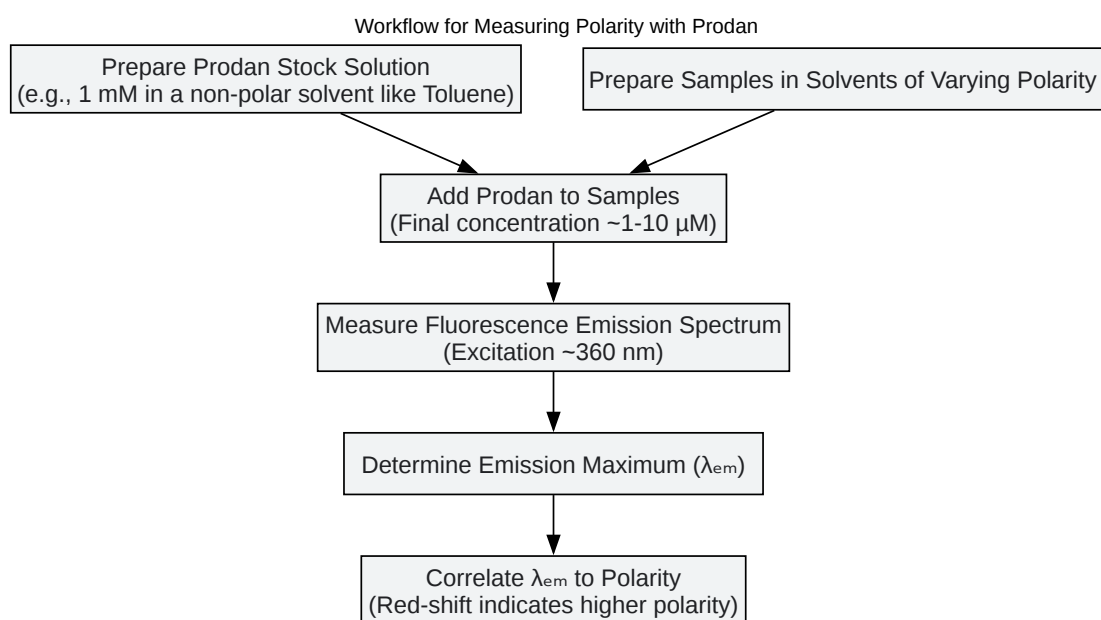 Workflow for Measuring Polarity with Prodan
Prepare Prodan Stock Solution
(e.g., 1 mM in a non-polar solvent like Toluene)
Prepare Samples in Solvents of Varying Polarity
Add Prodan to Samples
(Final concentration ~1-10 µM)
Measure Fluorescence Emission Spectrum
(Excitation ~360 nm)
Determine Emission Maximum (λₑₘ)
Correlate λₑₘ to Polarity
(Red-shift indicates higher polarity)